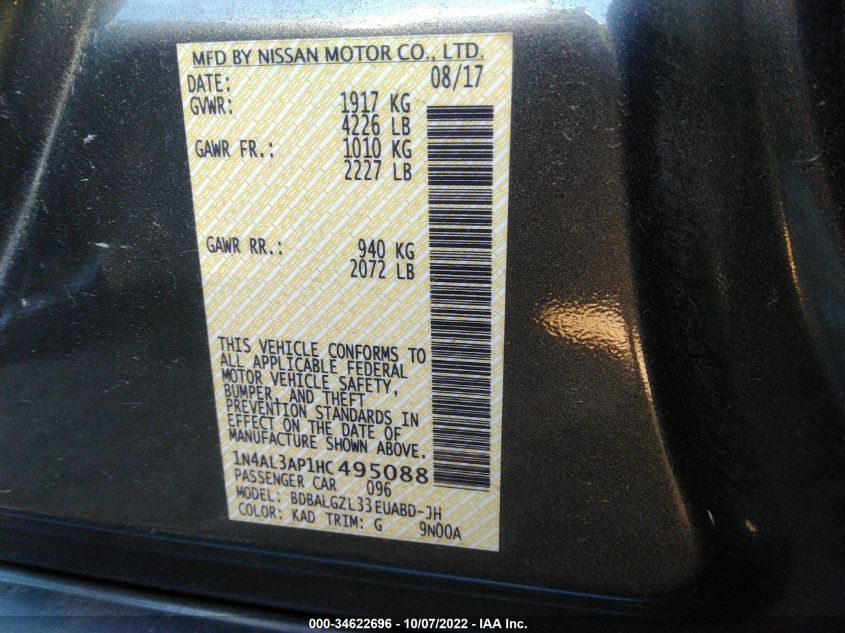 MFD BY NISSAN MOTOR CO., LTD.
DATE: 08/17
GVWR: 1917 KG
4226 LB
GAWR FR.: 1010 KG
2227 LB
GAWR RR.: 940 KG
2072 LB
THIS VEHICLE CONFORMS TO
ALL APPLICABLE FEDERAL
MOTOR VEHICLE SAFETY,
BUMPER, AND THEFT
PREVENTION STANDARDS IN
EFFECT ON THE DATE OF
MANUFACTURE SHOWN ABOVE.
1N4AL3AP1HC495088
PASSENGER CAR 096
MODEL: BDBALGZL33EUABD-JH
COLOR: KAD TRIM: G 9N00A
000-34622696 - 10/07/2022 - IAA Inc.